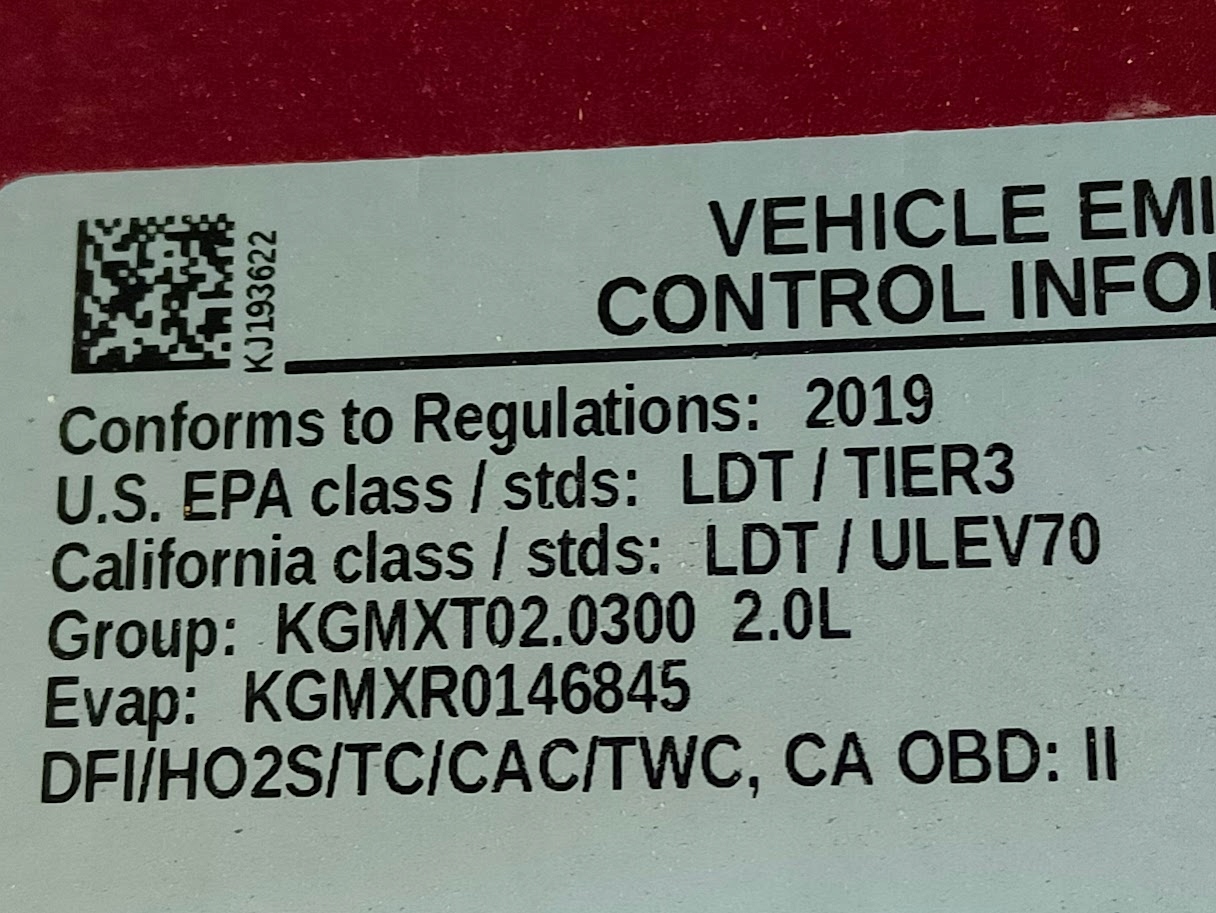 VEHICLE EMI
CONTROL INFO
KJ193622
Conforms to Regulations: 2019
U.S. EPA class / stds: LDT / TIER3
California class / stds: LDT / ULEV70
Group: KGMXT02.0300 2.0L
Evap: KGMXR0146845
DFI/HO2S/TC/CAC/TWC, CA OBD: II